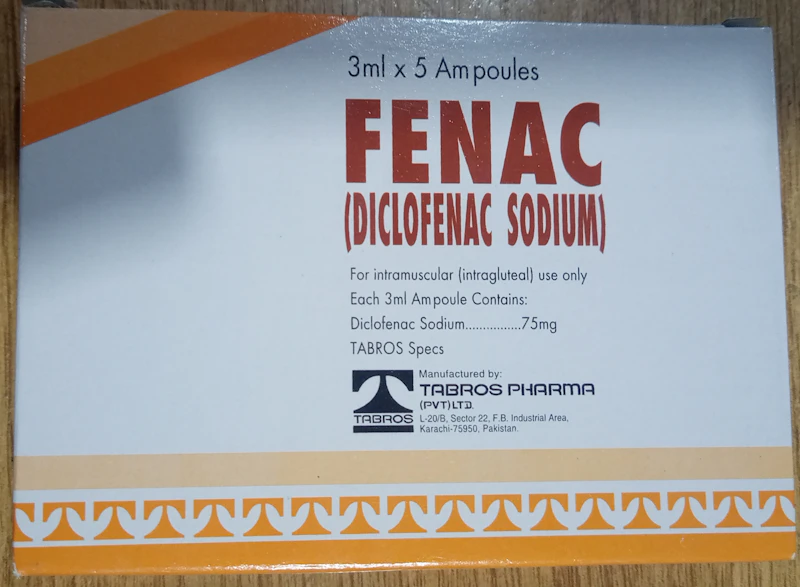 3ml x 5 Ampoules
FENAC
(DICLOFENAC SODIUM)
For intramuscular (intragluteal) use only
Each 3ml Ampoule Contains:
Diclofenac Sodium................75mg
TABROS Specs
Manufactured by:
TABROS PHARMA
(PVT) LTD.
TABROS
L-20/B, Sector 22, F.B. Industrial Area,
Karachi-75950, Pakistan.